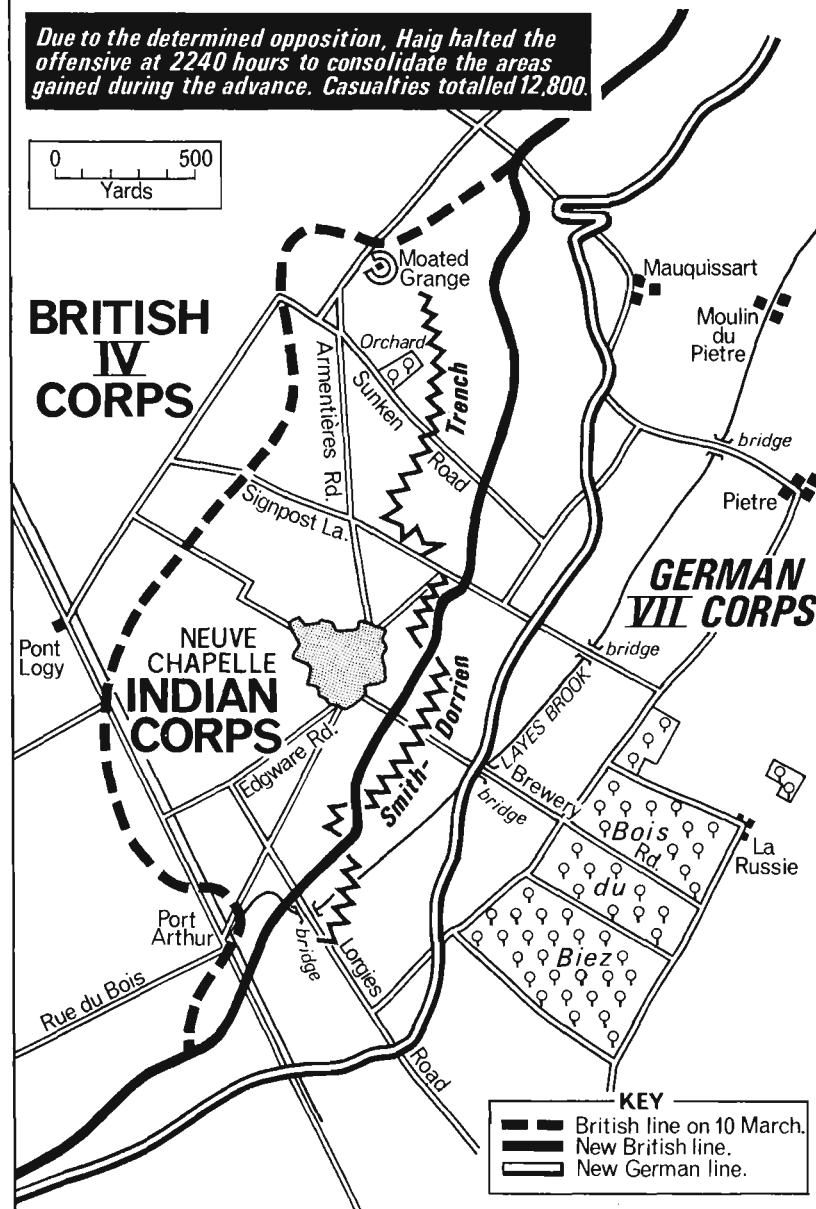 Due to the determined opposition, Haig halted the
offensive at 2240 hours to consolidate the areas
gained during the advance. Casualties totalled 12,800.
0 500
Yards
Moated
Grange
Mauquissart
Moulin
du
Pietre
BRITISH
IV
CORPS
Orchard
Armentières Rd.
Sunken
Road
Trench
bridge
Pietre
Signpost La.
GERMAN
VII CORPS
Pont
Logy
NEUVE
CHAPELLE
INDIAN
CORPS
bridge
LAYES BROOK
Edgware Rd.
Smith-
Dorrien
Brewery
Rd.
bridge
Bois
du
Biez
La
Russie
Port
Arthur
bridge
Rue du Bois
Lorgies
Road
KEY
British line on 10 March.
New British line.
New German line.